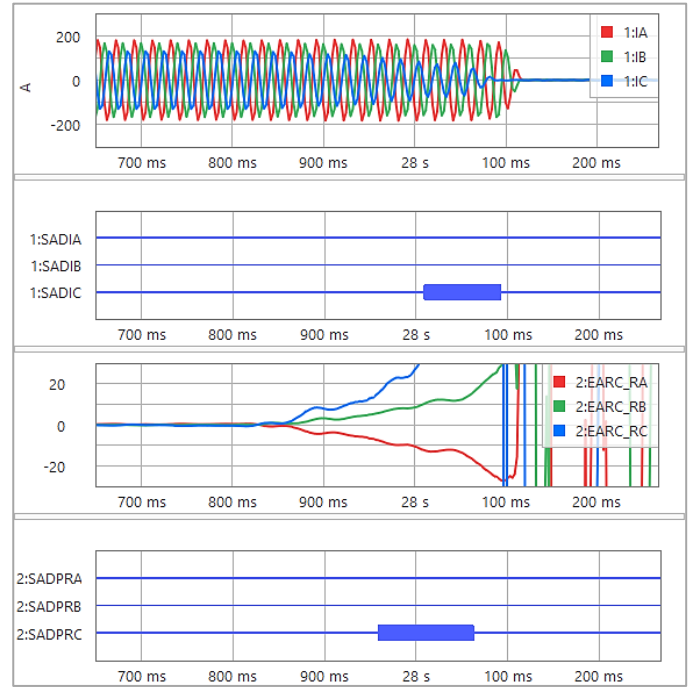 200
0
-200
A
1:IA
1:IB
1:IC
700 ms 800 ms 900 ms 28 s 100 ms 200 ms
1:SADIA
1:SADIB
1:SADIC
700 ms 800 ms 900 ms 28 s 100 ms 200 ms
20
0
-20
2:EARC_RA
2:EARC_RB
2:EARC_RC
700 ms 800 ms 900 ms 28 s 100 ms 200 ms
2:SADPRA
2:SADPRB
2:SADPRC
700 ms 800 ms 900 ms 28 s 100 ms 200 ms